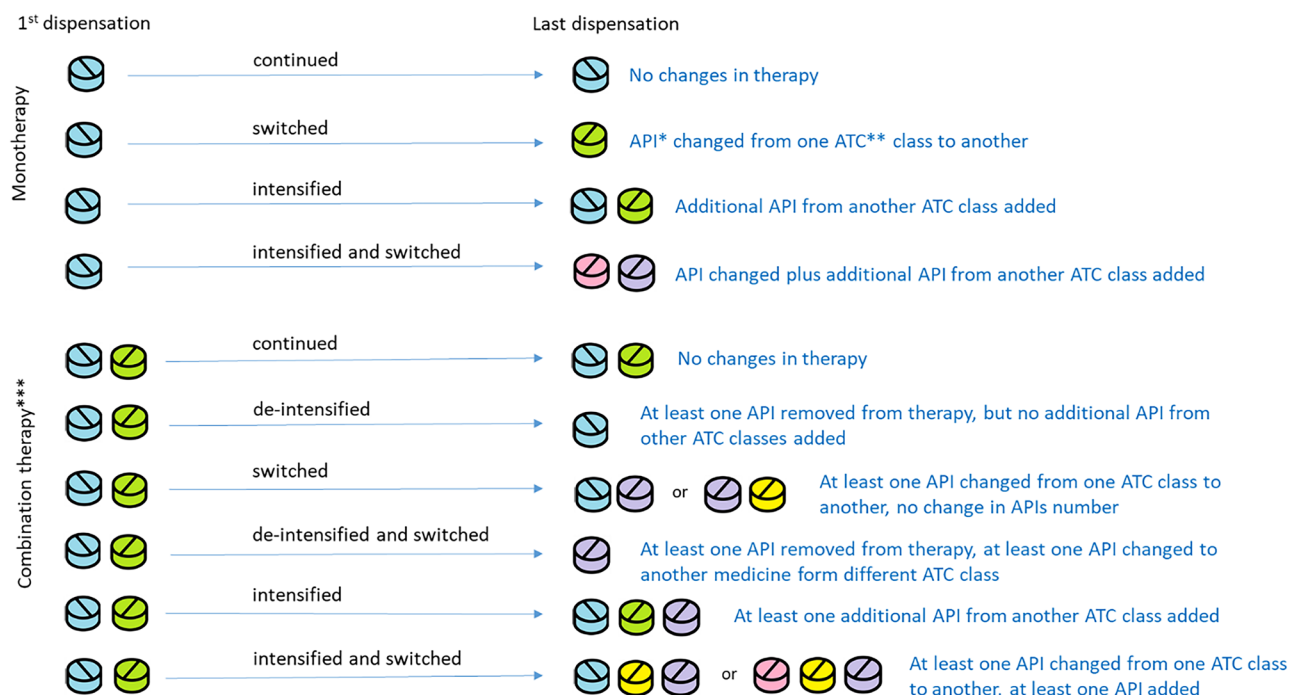 1st dispensation
Last dispensation
Monotherapy
continued
No changes in therapy
switched
API* changed from one ATC** class to another
intensified
Additional API from another ATC class added
intensified and switched
API changed plus additional API from another ATC class added
Combination therapy***
continued
No changes in therapy
de-intensified
At least one API removed from therapy, but no additional API from
other ATC classes added
switched
or
At least one API changed from one ATC class to
another, no change in APIs number
de-intensified and switched
At least one API removed from therapy, at least one API changed to
another medicine form different ATC class
intensified
At least one additional API from another ATC class added
intensified and switched
or
At least one API changed from one ATC class
to another, at least one API added